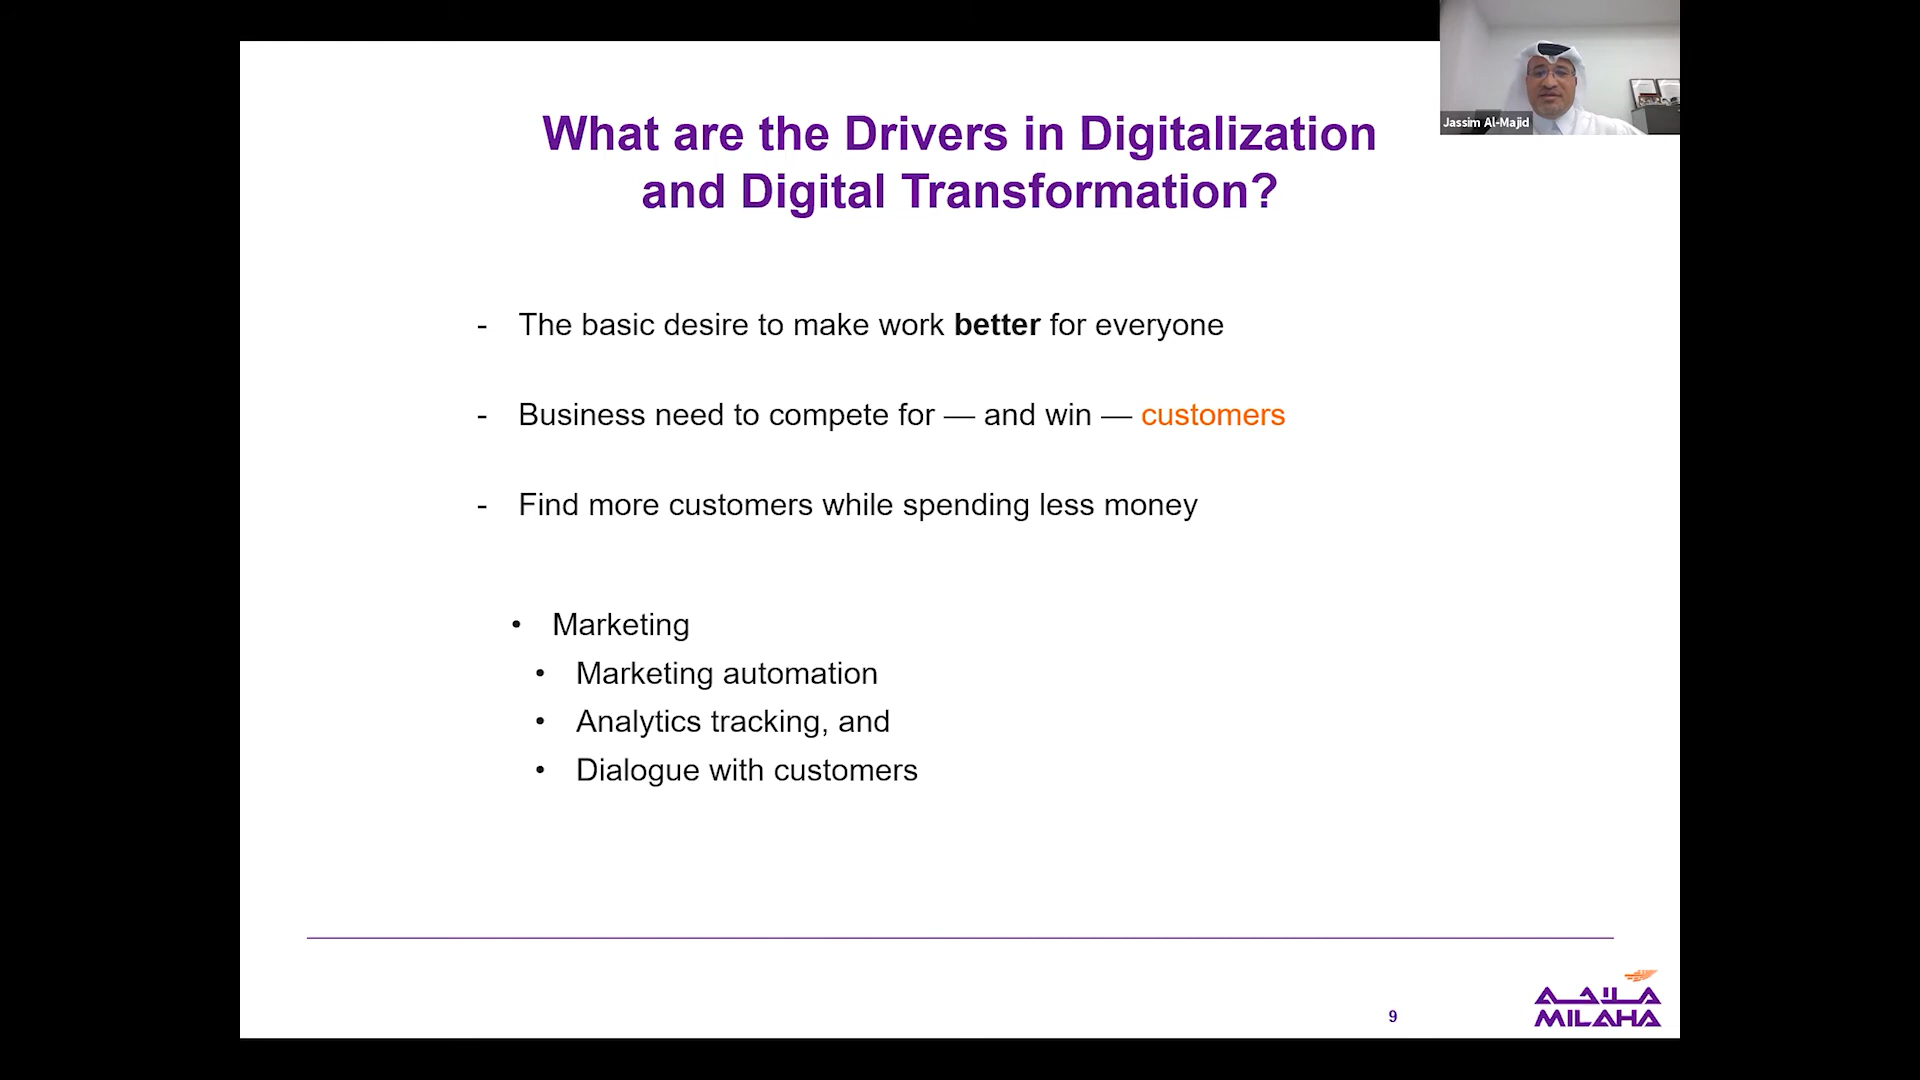 Jassim Al-Majid
What are the Drivers in Digitalization
and Digital Transformation?
- The basic desire to make work better for everyone
- Business need to compete for — and win — customers
- Find more customers while spending less money
• Marketing
• Marketing automation
• Analytics tracking, and
• Dialogue with customers
9
ملاحة
MILAHA